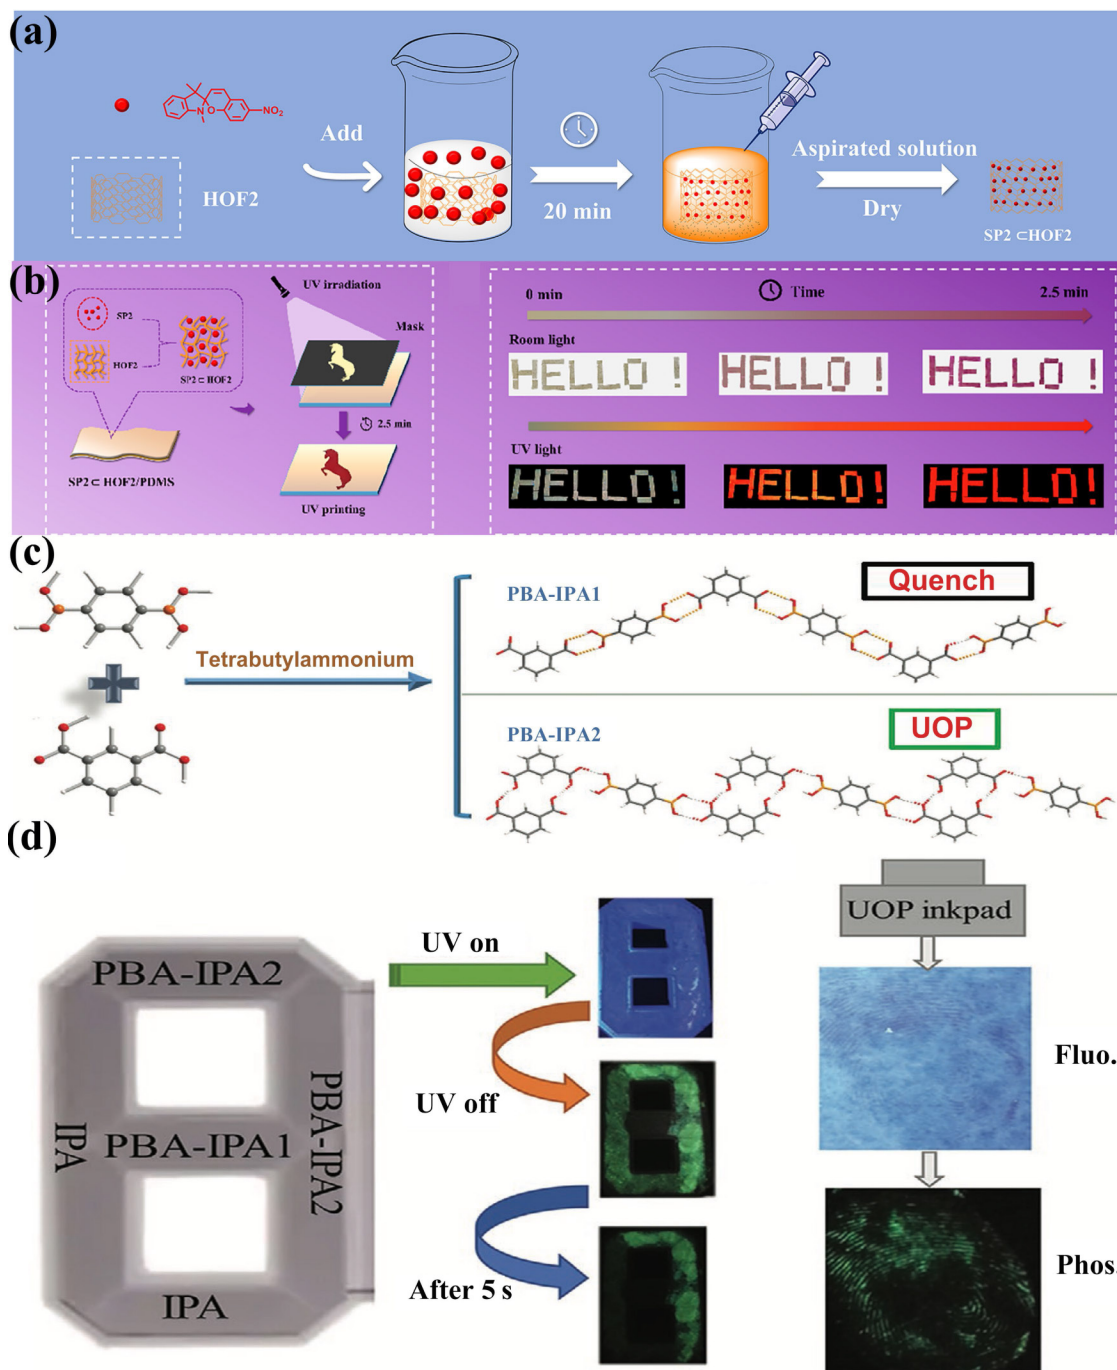 (a)
NO₂
N
O
Add
HOF2
20 min
Aspirated solution
Dry
SP2 ⊂HOF2
(b)
SP2
HOF2
SP2 ⊂ HOF2
SP2 ⊂ HOF2/PDMS
UV irradiation
Mask
2.5 min
UV printing
0 min
Time
2.5 min
Room light
HELLO !
HELLO !
HELLO !
UV light
HELLO!
HELLO!
HELLO!
(c)
Tetrabutylammonium
PBA-IPA1
Quench
PBA-IPA2
UOP
(d)
PBA-IPA2
IPA
PBA-IPA1
PBA-IPA2
IPA
UV on
UV off
After 5 s
UOP inkpad
Fluo.
Phos.